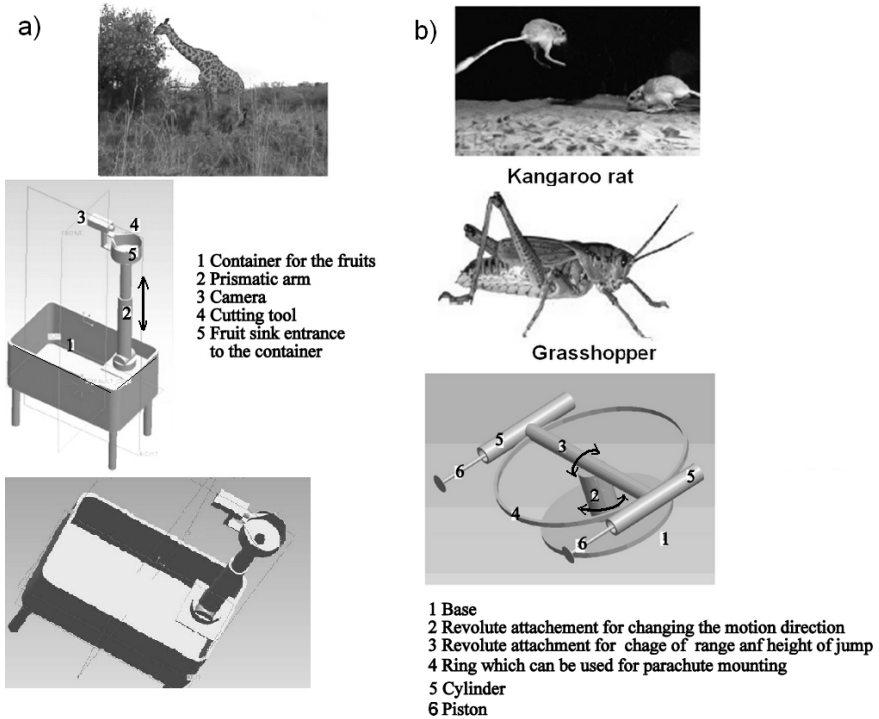 a)
3
4
5
2
1
1 Container for the fruits
2 Prismatic arm
3 Camera
4 Cutting tool
5 Fruit sink entrance
to the container
b)
Kangaroo rat
Grasshopper
5
3
6
5
2
4
6
1
1 Base
2 Revolute attachement for changing the motion direction
3 Revolute attachment for chage of range anf height of jump
4 Ring which can be used for parachute mounting
5 Cylinder
6 Piston